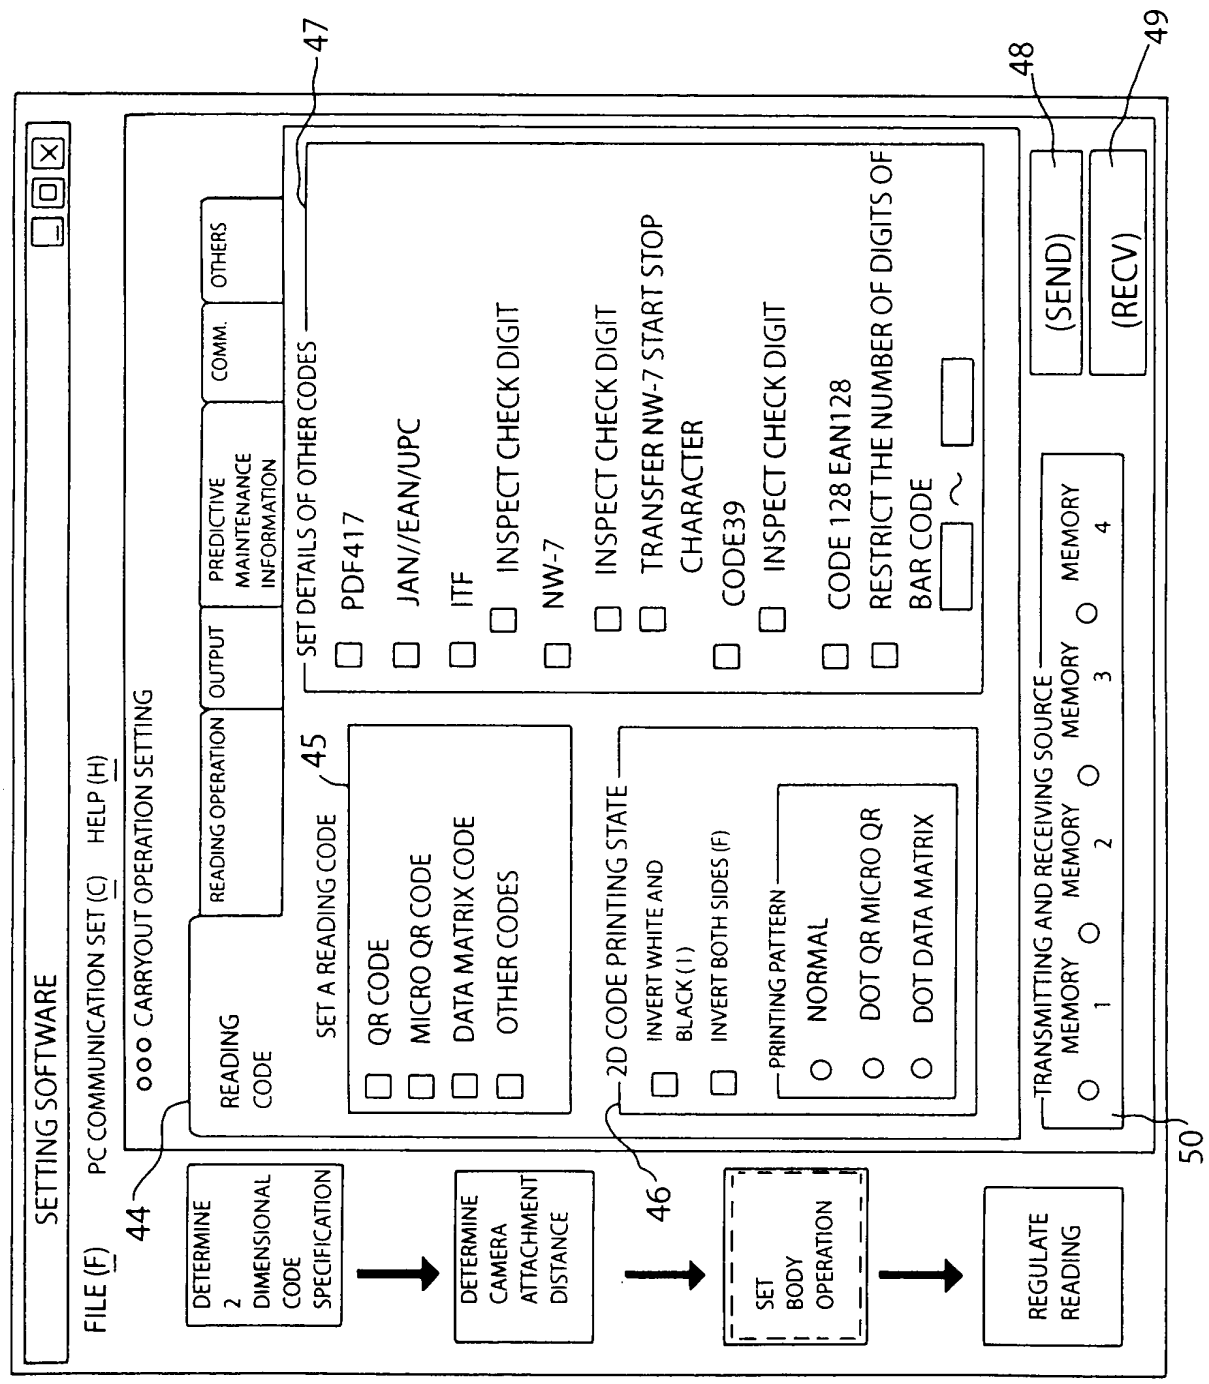 SETTING SOFTWARE
FILE (F) PC COMMUNICATION SET (C) HELP (H)
DETERMINE
2
DIMENSIONAL
CODE
SPECIFICATION
DETERMINE
CAMERA
ATTACHMENT
DISTANCE
SET
BODY
OPERATION
REGULATE
READING
CARRYOUT OPERATION SETTING
44
READING
CODE
READING OPERATION
OUTPUT
PREDICTIVE
MAINTENANCE
INFORMATION
COMM.
OTHERS
SET A READING CODE
45
QR CODE
MICRO QR CODE
DATA MATRIX CODE
OTHER CODES
46
2D CODE PRINTING STATE
INVERT WHITE AND
BLACK ( I )
INVERT BOTH SIDES (F)
PRINTING PATTERN
NORMAL
DOT QR MICRO QR
DOT DATA MATRIX
SET DETAILS OF OTHER CODES
47
PDF417
JAN//EAN/UPC
ITF
INSPECT CHECK DIGIT
NW-7
INSPECT CHECK DIGIT
TRANSFER NW-7 START STOP
CHARACTER
CODE39
INSPECT CHECK DIGIT
CODE 128 EAN128
RESTRICT THE NUMBER OF DIGITS OF
BAR CODE
~
TRANSMITTING AND RECEIVING SOURCE
MEMORY MEMORY MEMORY MEMORY
1 2 3 4
50
(SEND)
48
(RECV)
49